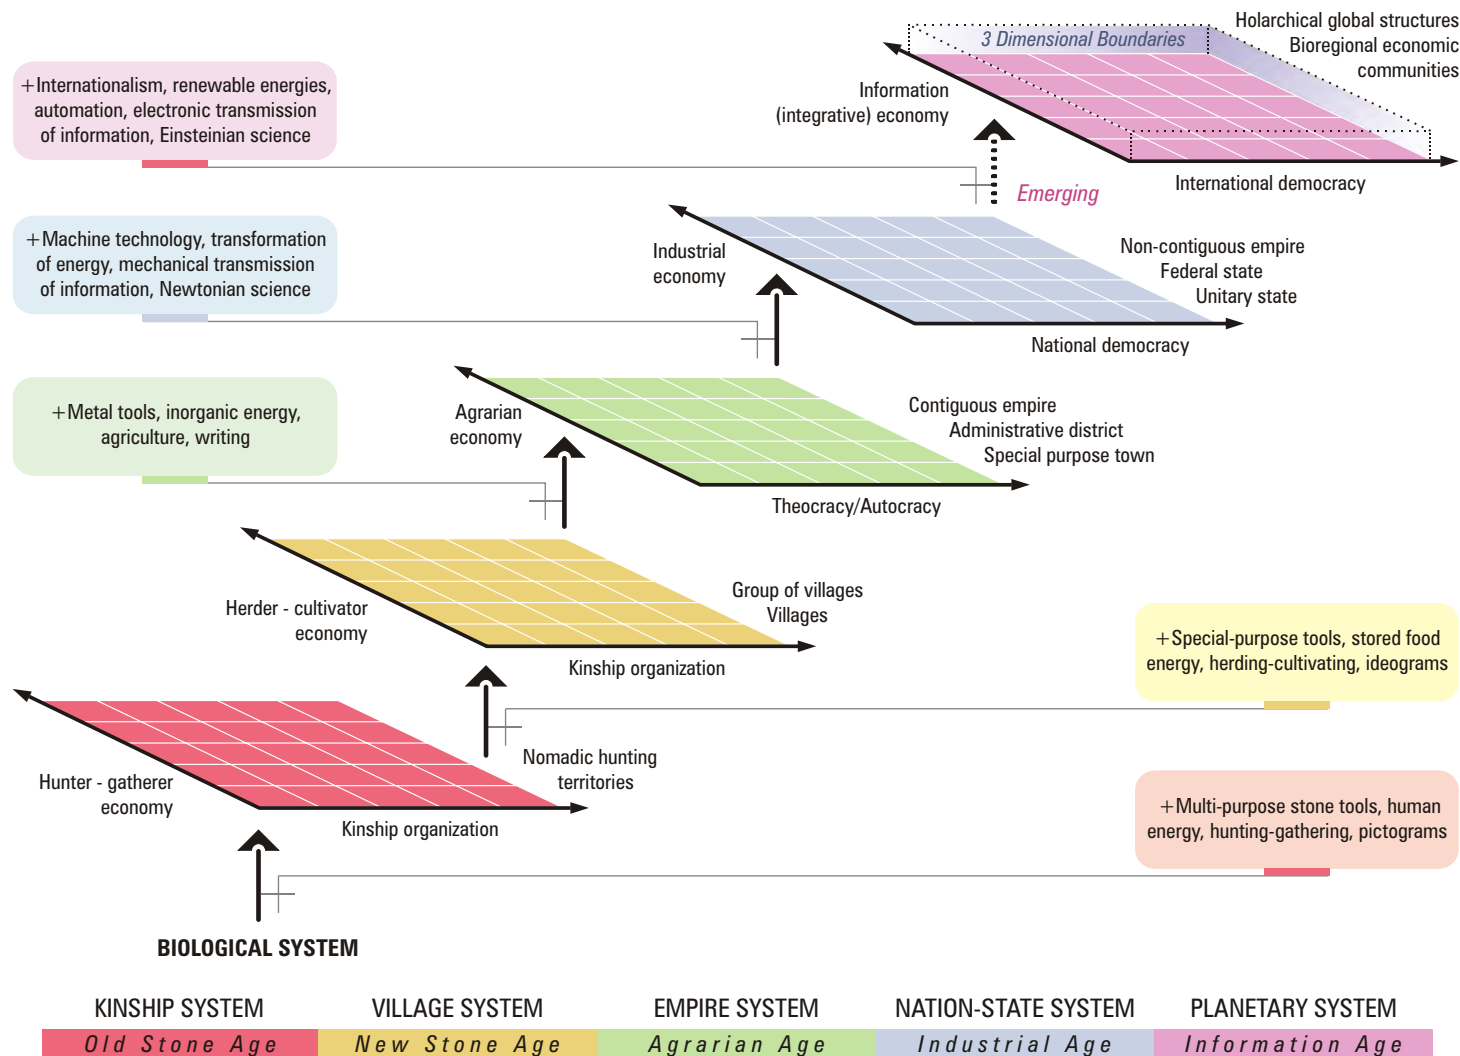 Holarchical global structures
Bioregional economic
communities
3 Dimensional Boundaries
+Internationalism, renewable energies,
automation, electronic transmission
of information, Einsteinian science
Information
(integrative) economy
International democracy
Emerging
+Machine technology, transformation
of energy, mechanical transmission
of information, Newtonian science
Industrial
economy
Non-contiguous empire
Federal state
Unitary state
National democracy
+Metal tools, inorganic energy,
agriculture, writing
Agrarian
economy
Contiguous empire
Administrative district
Special purpose town
Theocracy/Autocracy
Herder - cultivator
economy
Group of villages
Villages
Kinship organization
+Special-purpose tools, stored food
energy, herding-cultivating, ideograms
Hunter - gatherer
economy
Nomadic hunting
territories
Kinship organization
+Multi-purpose stone tools, human
energy, hunting-gathering, pictograms
BIOLOGICAL SYSTEM
KINSHIP SYSTEM
Old Stone Age
VILLAGE SYSTEM
New Stone Age
EMPIRE SYSTEM
Agrarian Age
NATION-STATE SYSTEM
Industrial Age
PLANETARY SYSTEM
Information Age